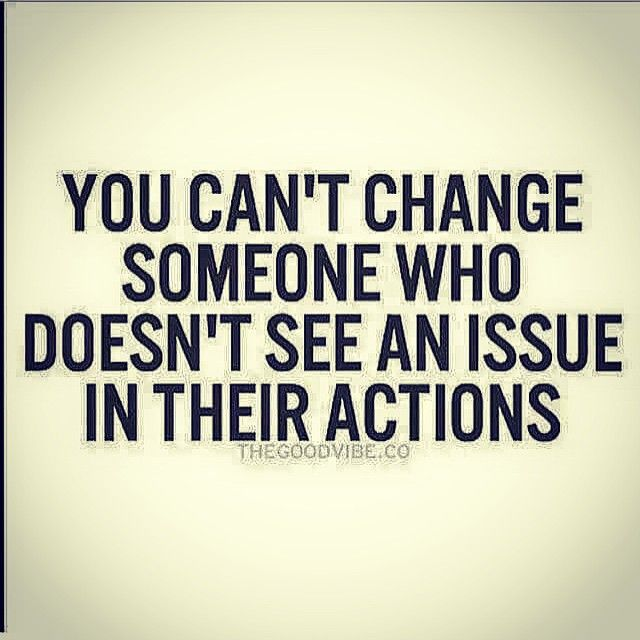 YOU CAN'T CHANGE
SOMEONE WHO
DOESN'T SEE AN ISSUE
IN THEIR ACTIONS
THEGOODVIBE.CO